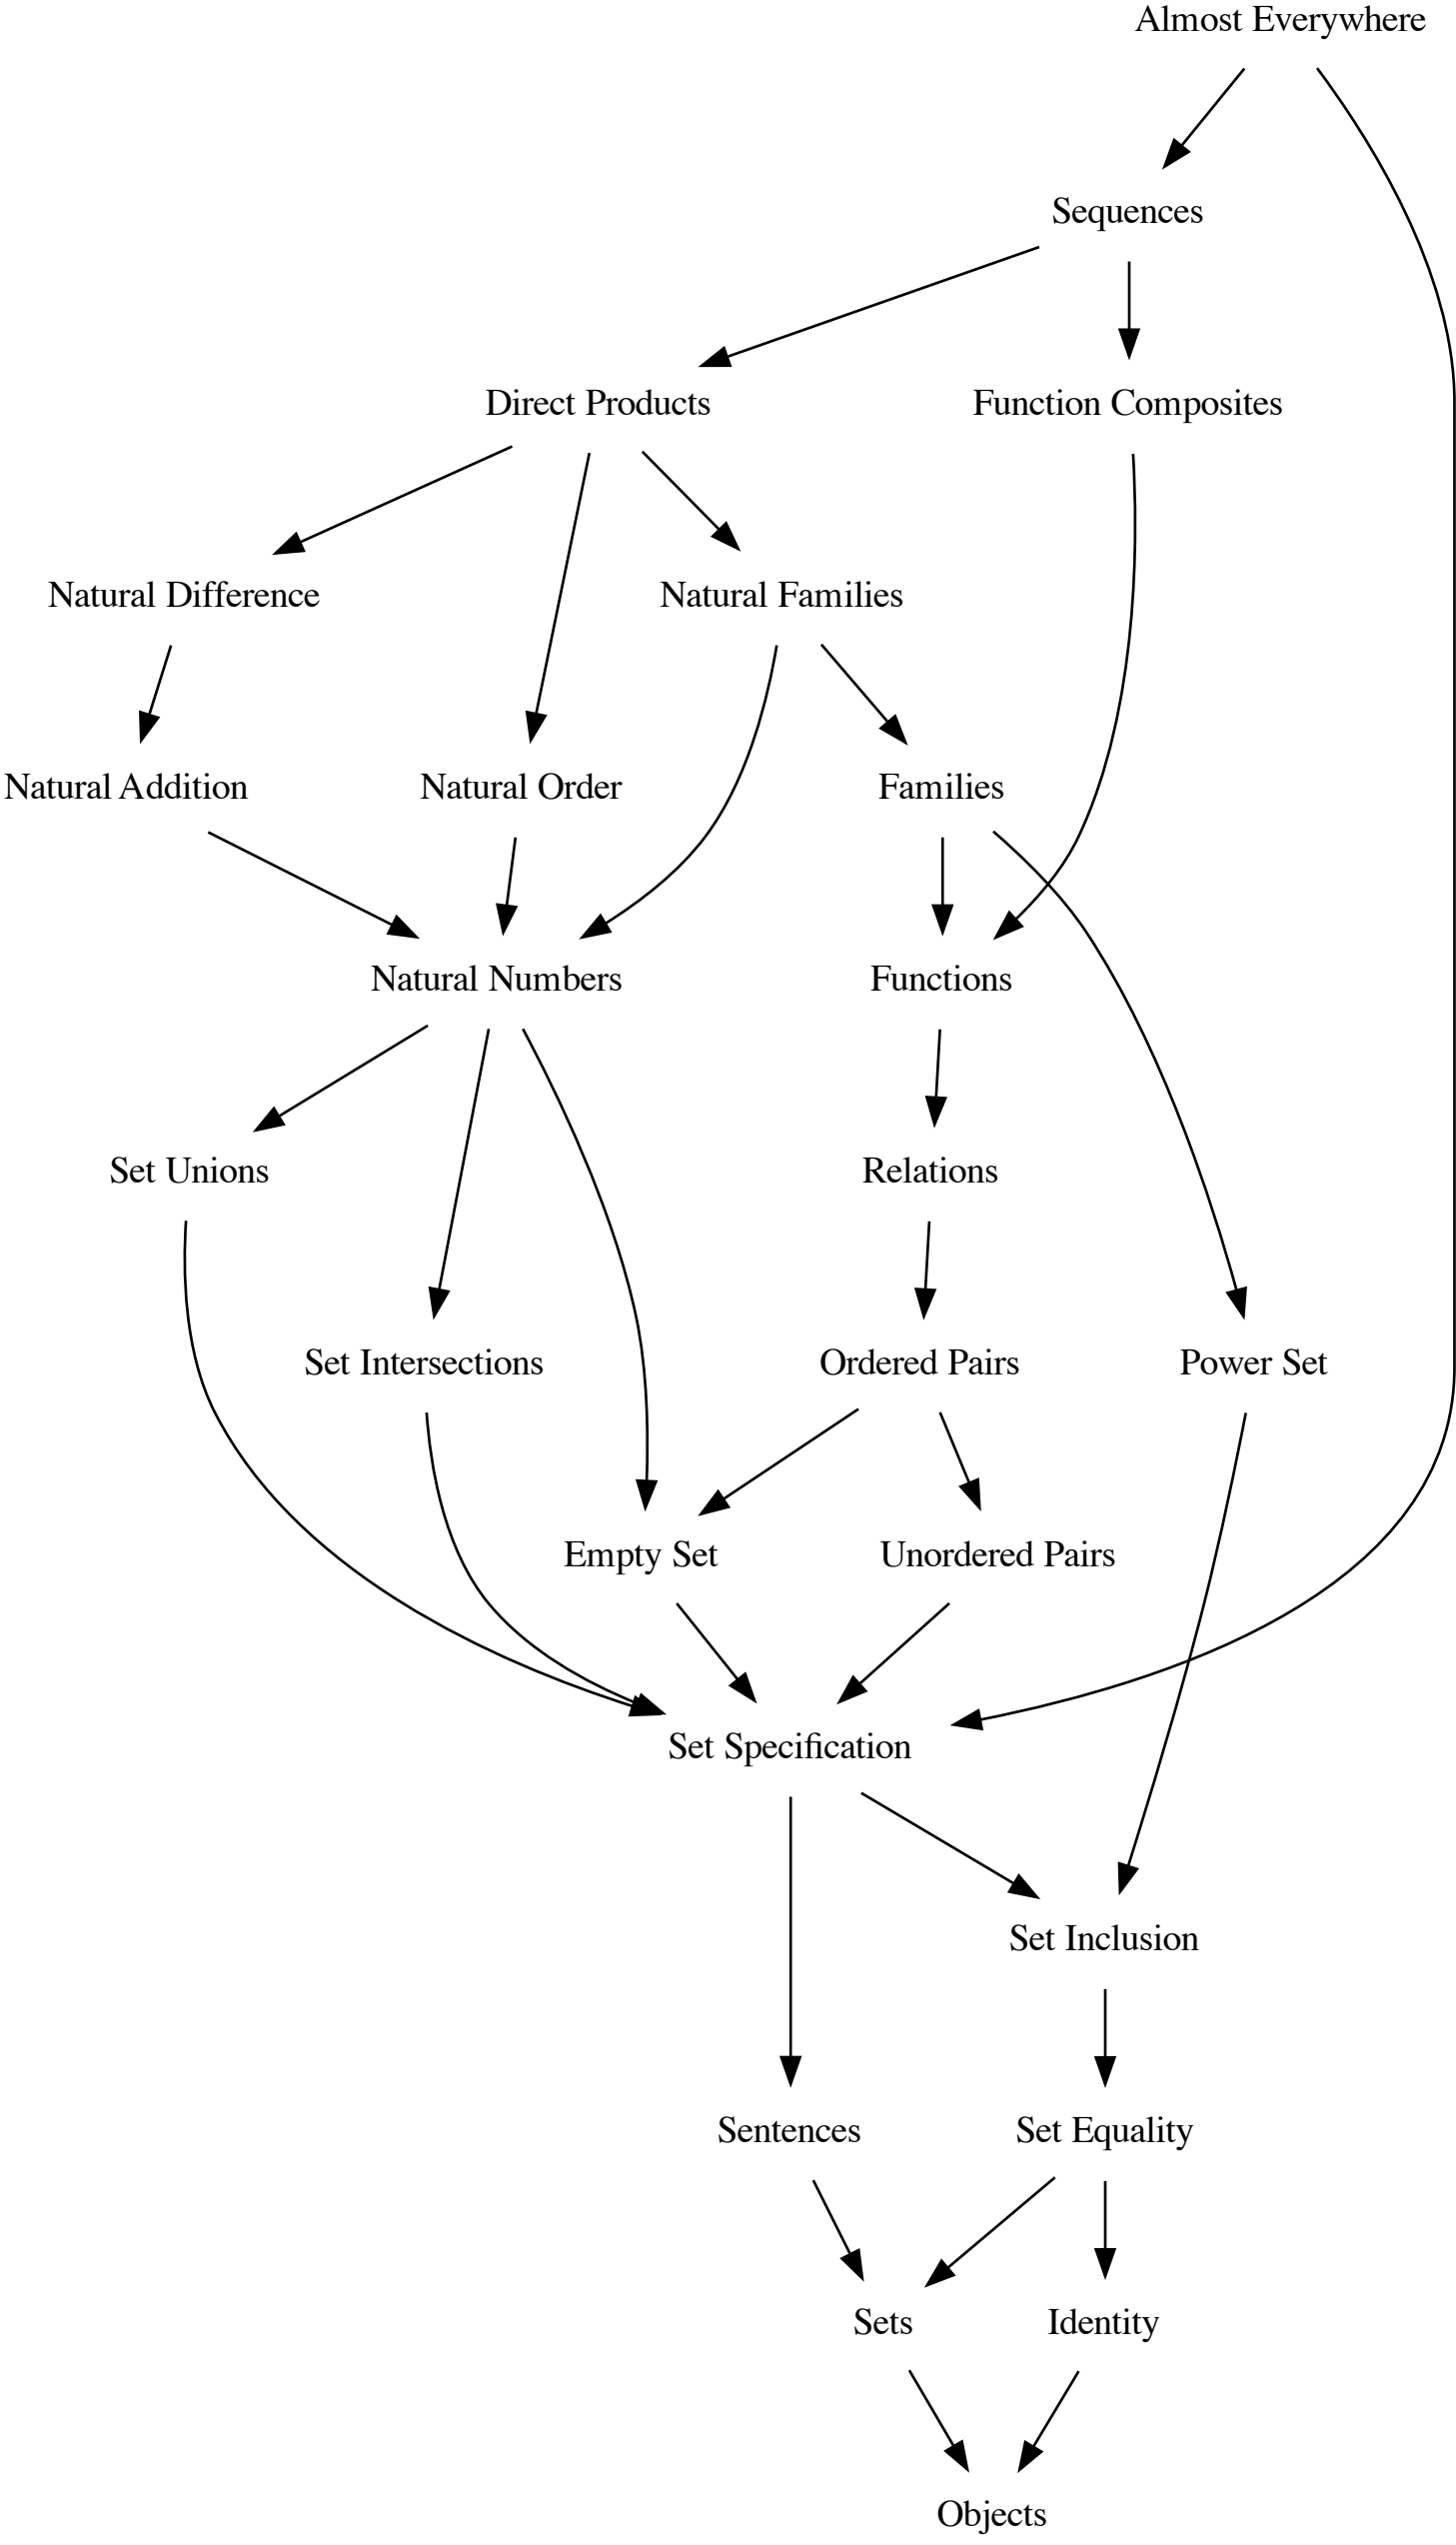 Almost Everywhere
Sequences
Direct Products
Function Composites
Natural Difference
Natural Families
Natural Addition
Natural Order
Families
Natural Numbers
Functions
Set Unions
Relations
Set Intersections
Ordered Pairs
Power Set
Empty Set
Unordered Pairs
Set Specification
Set Inclusion
Sentences
Set Equality
Sets
Identity
Objects